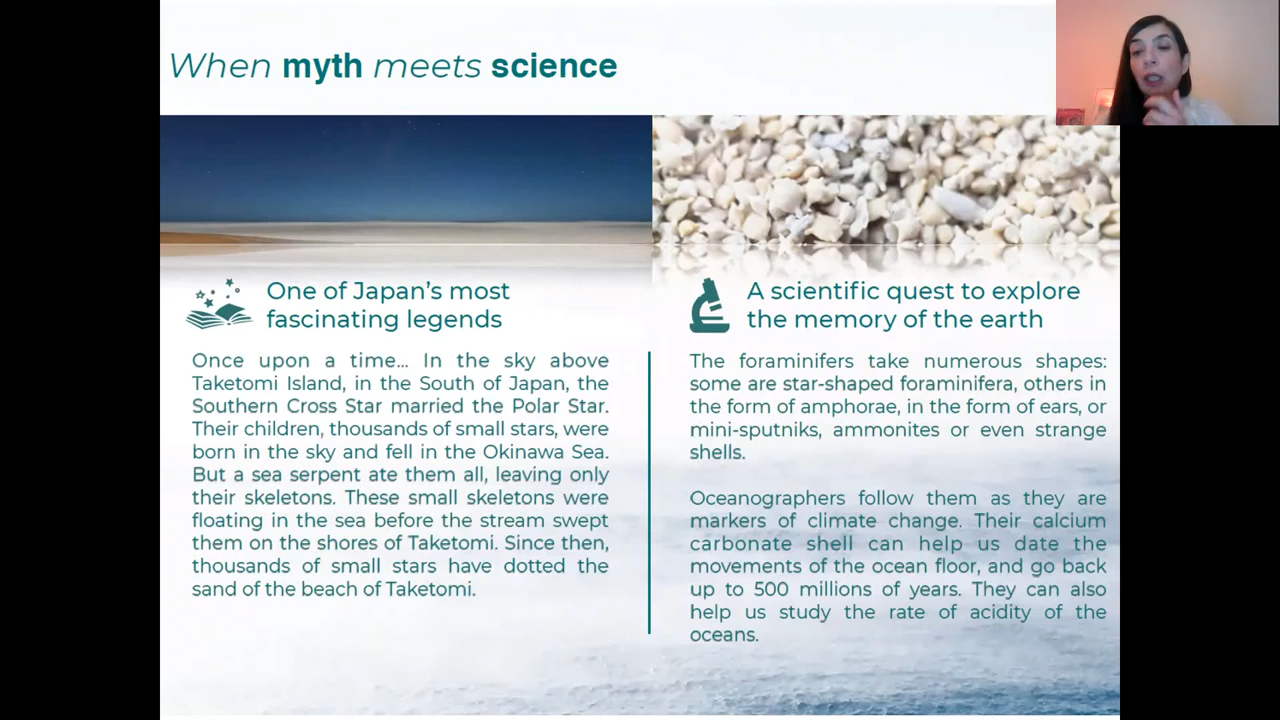 When myth meets science
One of Japan's most
fascinating legends
Once upon a time... In the sky above
Taketomi Island, in the South of Japan, the
Southern Cross Star married the Polar Star.
Their children, thousands of small stars, were
born in the sky and fell in the Okinawa Sea.
But a sea serpent ate them all, leaving only
their skeletons. These small skeletons were
floating in the sea before the stream swept
them on the shores of Taketomi. Since then,
thousands of small stars have dotted the
sand of the beach of Taketomi.
A scientific quest to explore
the memory of the earth
The foraminifers take numerous shapes:
some are star-shaped foraminifera, others in
the form of amphorae, in the form of ears, or
mini-sputniks, ammonites or even strange
shells.
Oceanographers follow them as they are
markers of climate change. Their calcium
carbonate shell can help us date the
movements of the ocean floor, and go back
up to 500 millions of years. They can also
help us study the rate of acidity of the
oceans.